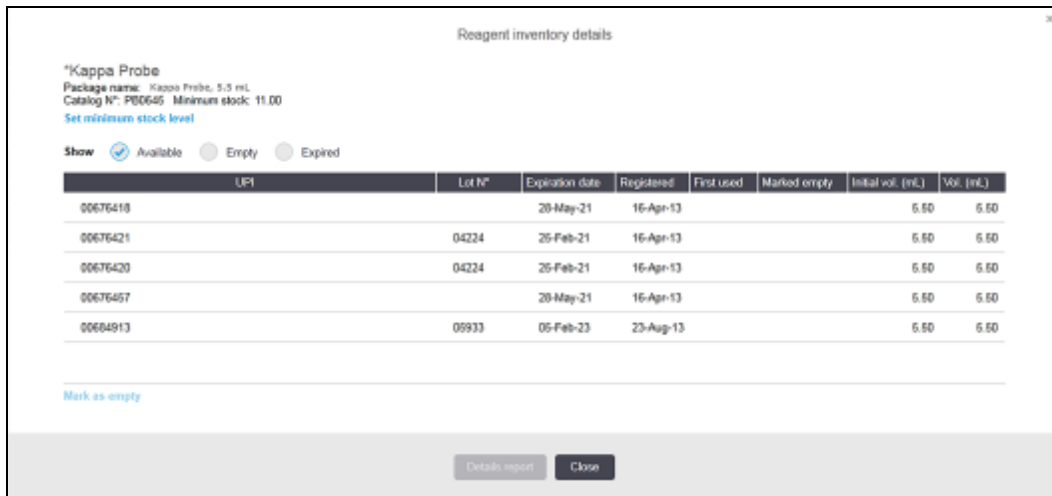 Reagent inventory details
*Kappa Probe
Package name: Kappa Probe, 5.5 mL
Catalog N°: PB0645 Minimum stock: 11.00
Set minimum stock level
Show Available Empty Expired
UPI Lot N° Expiration date Registered First used Marked empty Initial vol. (mL) Vol. (mL)
00676418 28-May-21 16-Apr-13 5.50 5.50
00676421 04224 26-Feb-21 16-Apr-13 5.50 5.50
00676420 04224 26-Feb-21 16-Apr-13 5.50 5.50
00676467 28-May-21 16-Apr-13 5.50 5.50
00684913 05933 05-Feb-23 23-Aug-13 5.50 5.50
Mark as empty
Details report Close